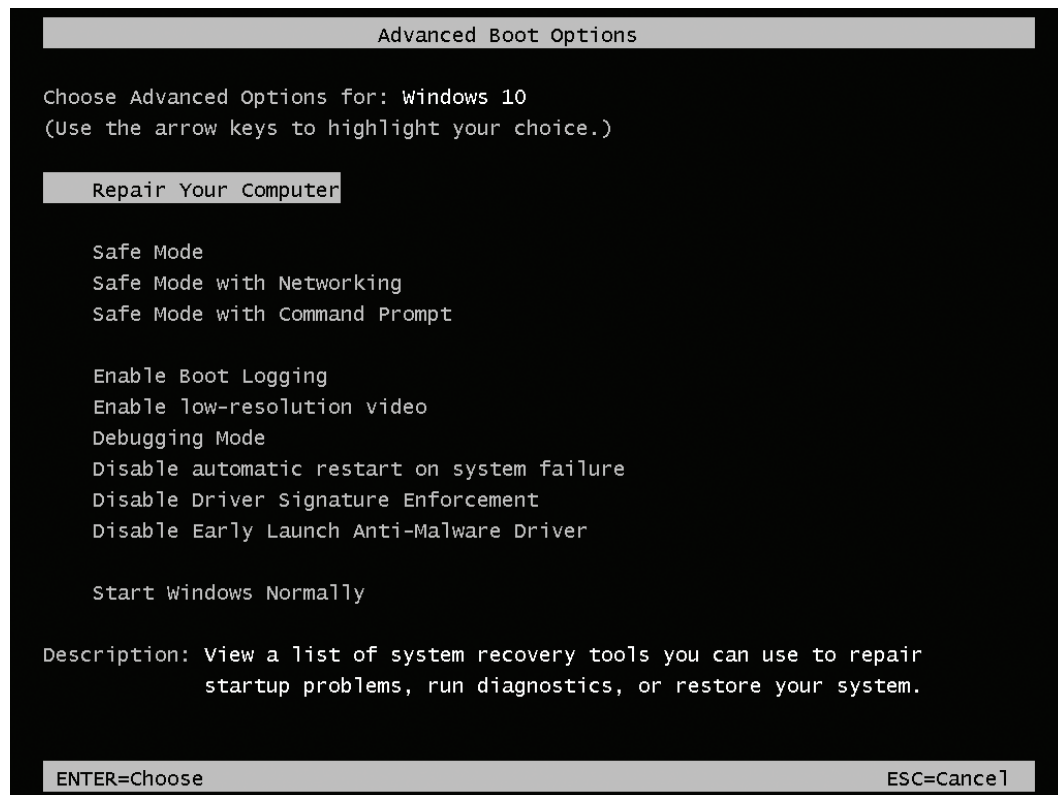 Advanced Boot Options
Choose Advanced Options for: Windows 10
(Use the arrow keys to highlight your choice.)
Repair Your Computer
Safe Mode
Safe Mode with Networking
Safe Mode with Command Prompt
Enable Boot Logging
Enable low-resolution video
Debugging Mode
Disable automatic restart on system failure
Disable Driver Signature Enforcement
Disable Early Launch Anti-Malware Driver
Start Windows Normally
Description: View a list of system recovery tools you can use to repair
startup problems, run diagnostics, or restore your system.
ENTER=Choose ESC=Cancel